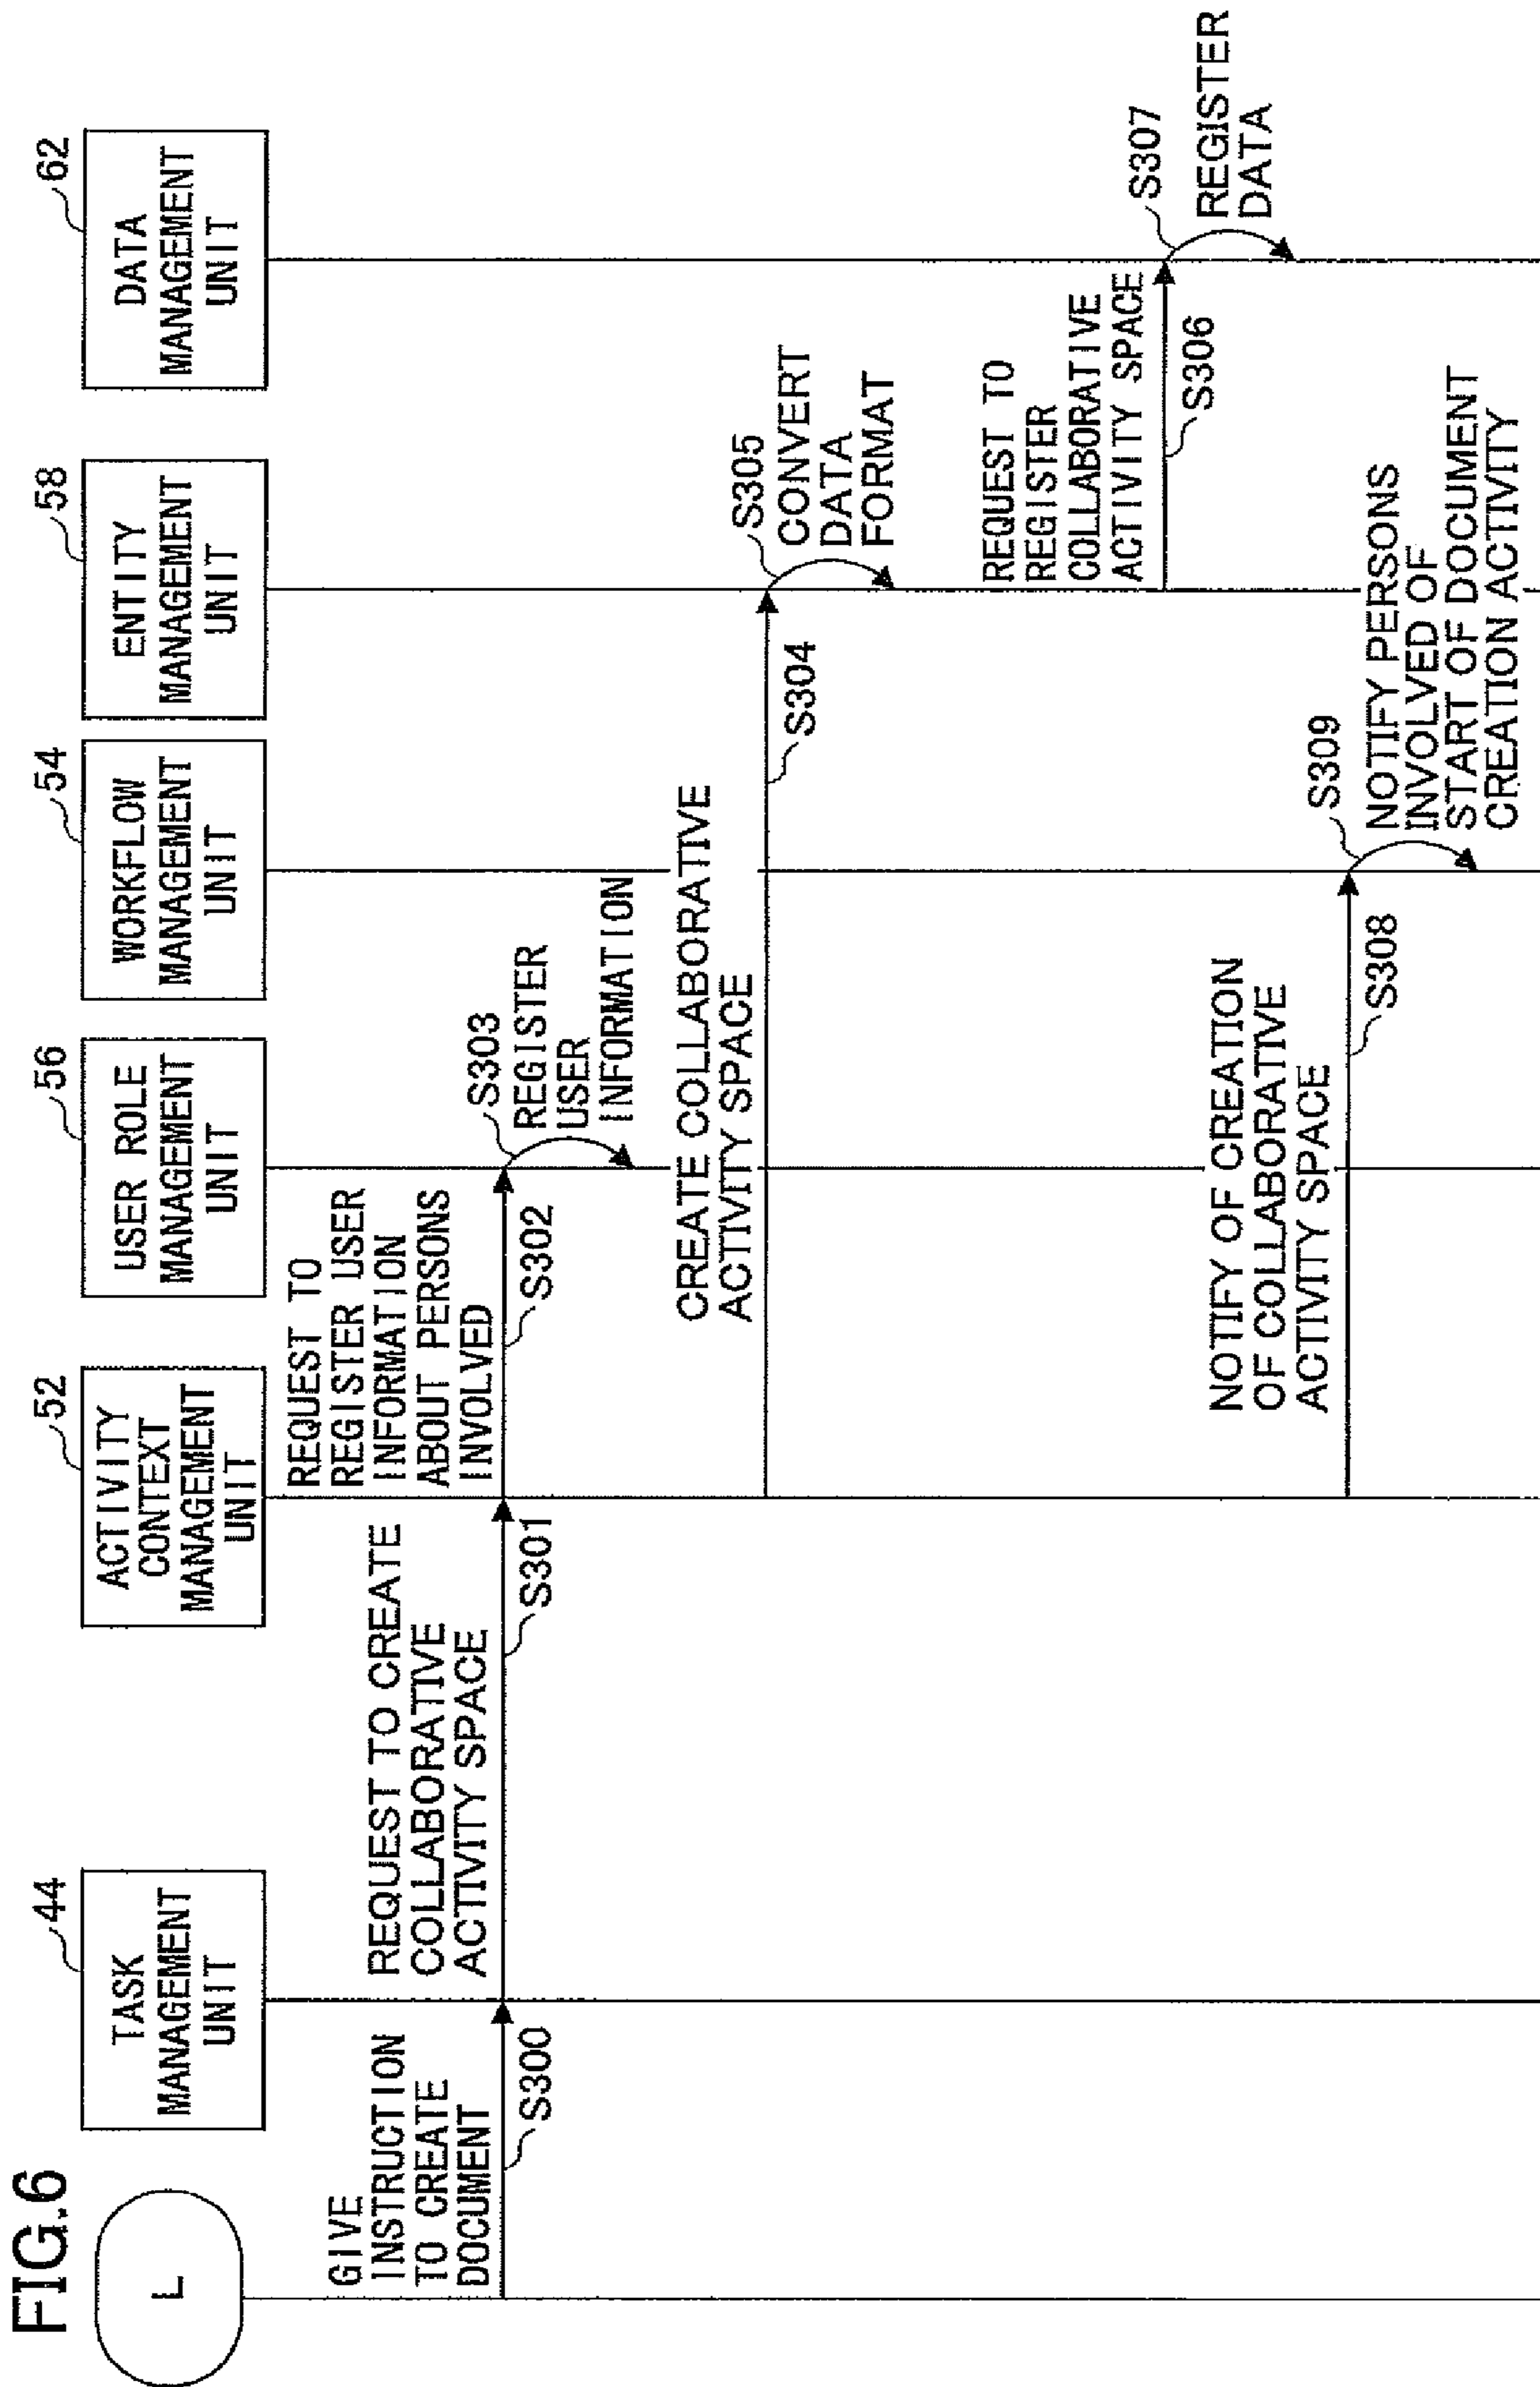 FIG.6
L
44
TASK
MANAGEMENT
UNIT
52
ACTIVITY
CONTEXT
MANAGEMENT
UNIT
56
USER ROLE
MANAGEMENT
UNIT
54
WORKFLOW
MANAGEMENT
UNIT
58
ENTITY
MANAGEMENT
UNIT
62
DATA
MANAGEMENT
UNIT
GIVE
INSTRUCTION
TO CREATE
DOCUMENT
S300
REQUEST TO CREATE
COLLABORATIVE
ACTIVITY SPACE
S301
REQUEST TO
REGISTER USER
INFORMATION
ABOUT PERSONS
INVOLVED
S302
S303
REGISTER
USER
INFORMATION
CREATE COLLABORATIVE
ACTIVITY SPACE
S304
S305
CONVERT
DATA
FORMAT
REQUEST TO
REGISTER
COLLABORATIVE
ACTIVITY SPACE
S306
S307
REGISTER
DATA
NOTIFY OF CREATION
OF COLLABORATIVE
ACTIVITY SPACE
S308
S309
NOTIFY PERSONS
INVOLVED OF
START OF DOCUMENT
CREATION ACTIVITY